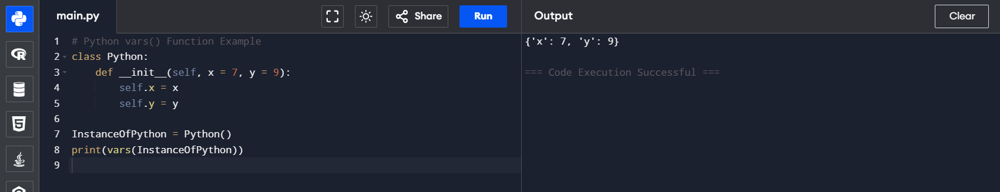 main.py
Share
Run
Output
Clear
1 # Python vars() Function Example
2 class Python:
3     def __init__(self, x = 7, y = 9):
4         self.x = x
5         self.y = y
6
7 InstanceOfPython = Python()
8 print(vars(InstanceOfPython))
9
{'x': 7, 'y': 9}
=== Code Execution Successful ===